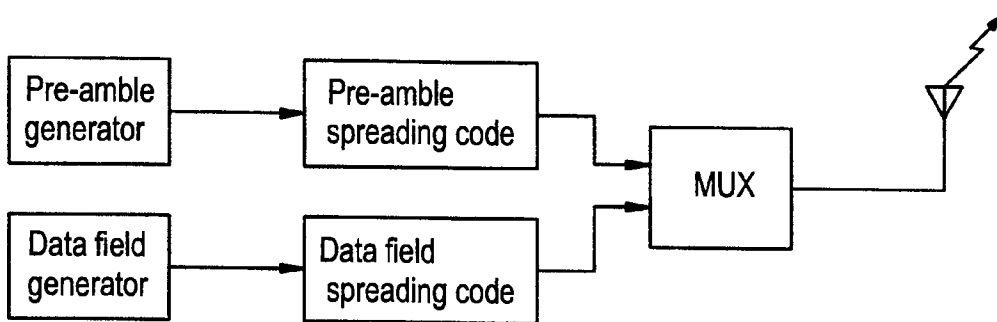 Pre-amble
generator
Pre-amble
spreading code
MUX
Data field
generator
Data field
spreading code